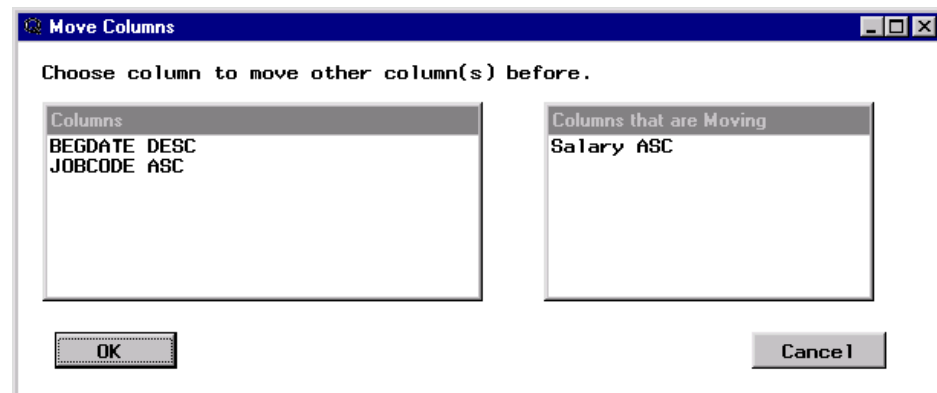 Move Columns
Choose column to move other column(s) before.
Columns
BEGDATE DESC
JOBCODE ASC
Columns that are Moving
Salary ASC
OK
Cancel